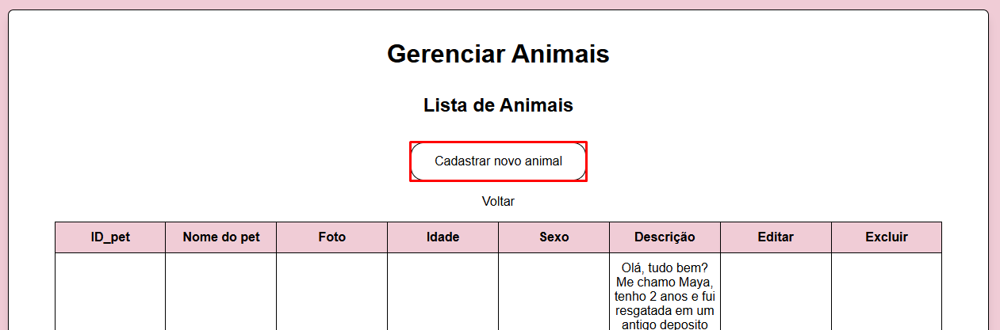 Gerenciar Animais
Lista de Animais
Cadastrar novo animal
Voltar
ID_pet Nome do pet Foto Idade Sexo Descrição Editar Excluir
Olá, tudo bem?
Me chamo Maya,
tenho 2 anos e fui
resgatada em um
antigo deposito